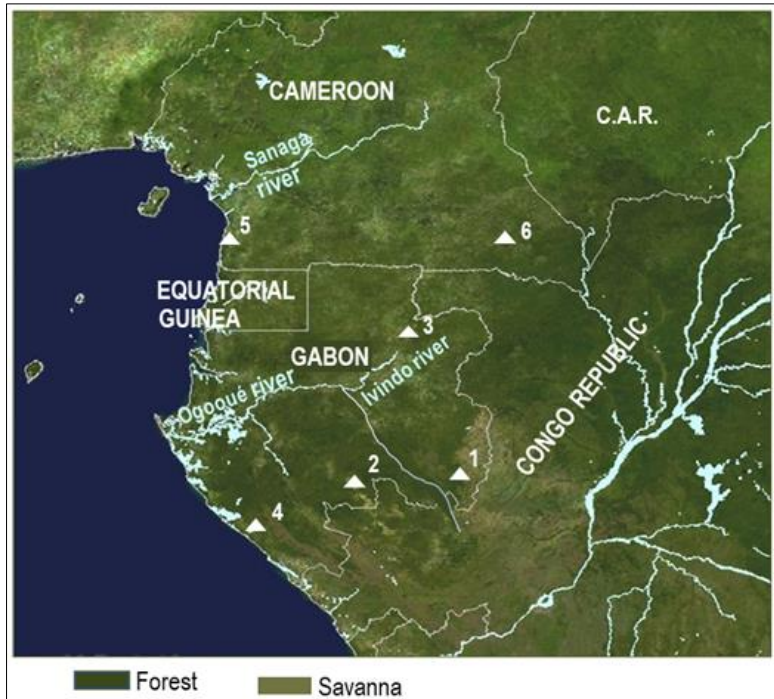 CAMEROON
C.A.R.
Sanaga
river
5
6
EQUATORIAL
GUINEA
3
GABON
Ivindo river
Ogooué river
CONGO REPUBLIC
1
2
4
Forest
Savanna